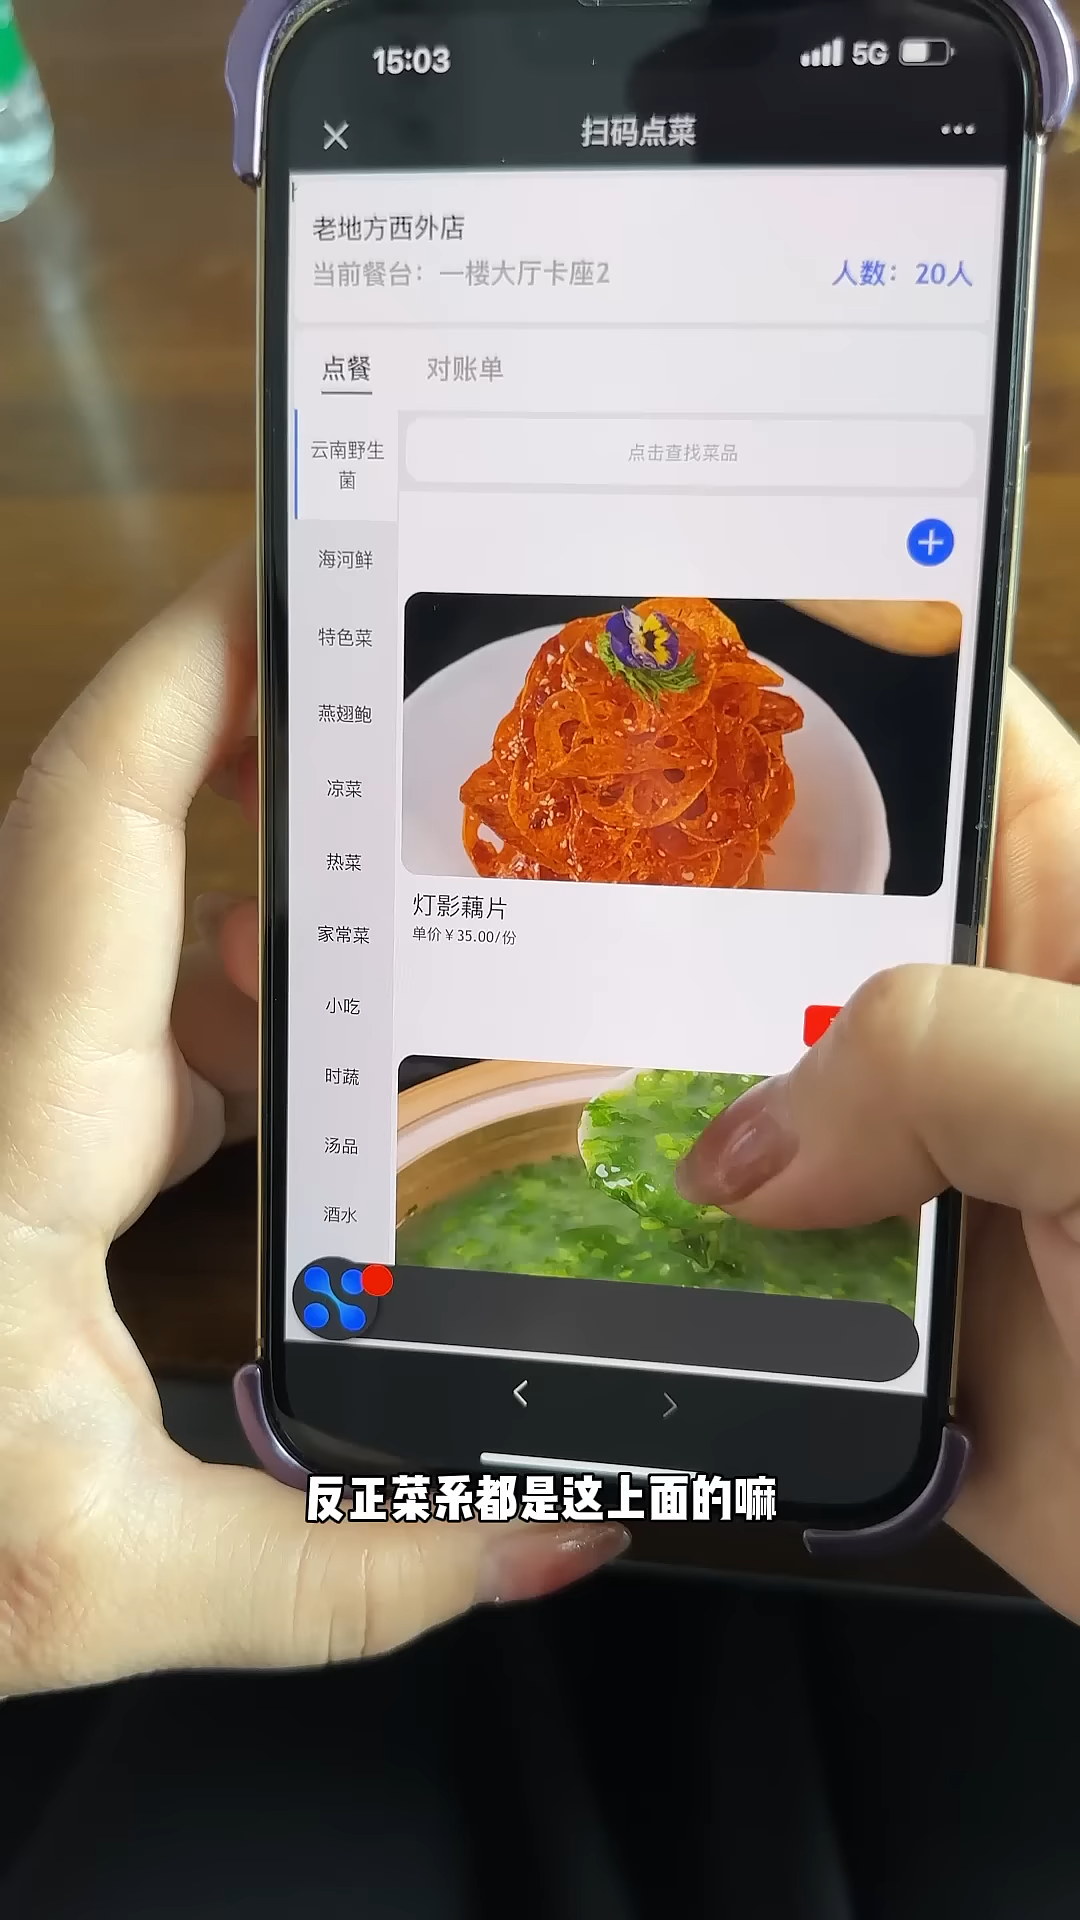 15:03
5G
扫码点菜
老地方西外店
当前餐台：一楼大厅卡座2
人数：20人
点餐
对账单
云南野生
菌
点击查找菜品
海河鲜
特色菜
燕翅鲍
凉菜
热菜
灯影藕片
单价￥35.00/份
家常菜
小吃
时蔬
汤品
酒水
反正菜系都是这上面的嘛